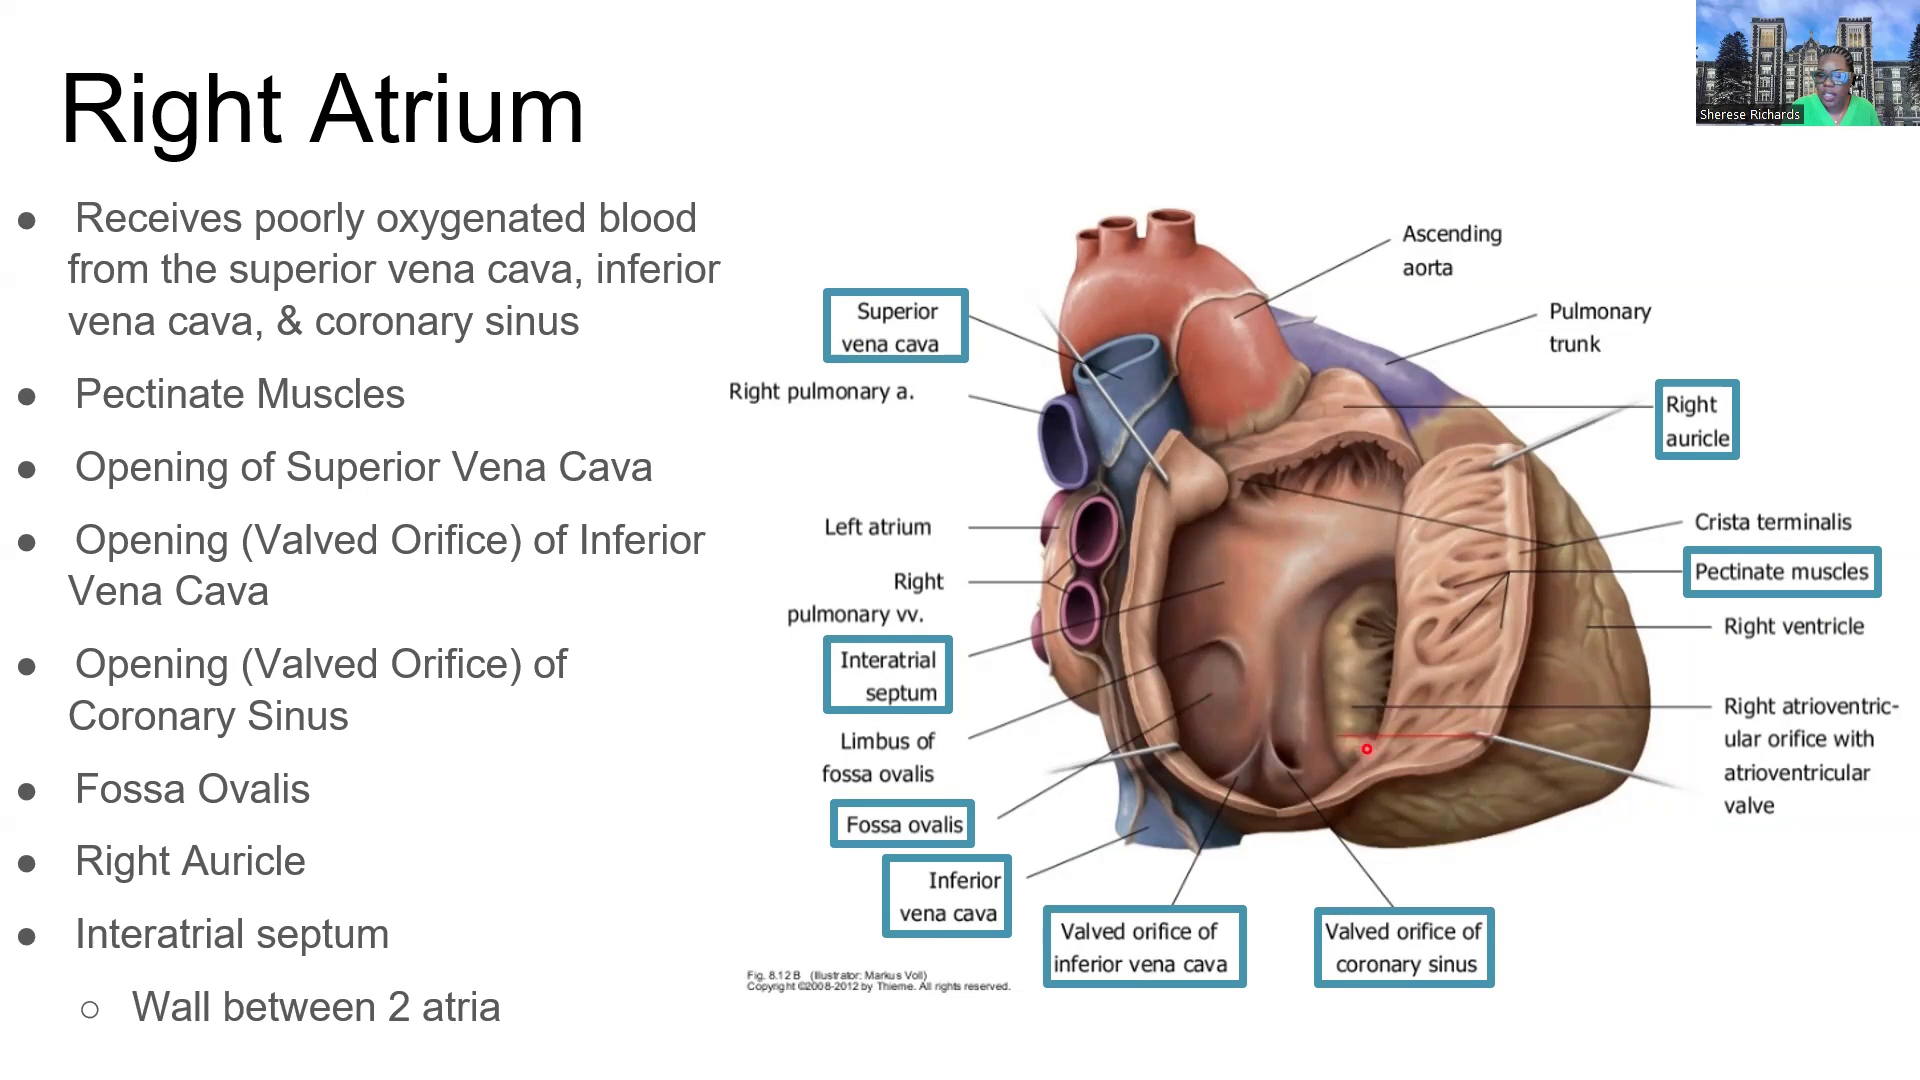 Right Atrium
Sherese Richards
● Receives poorly oxygenated blood
from the superior vena cava, inferior
vena cava, & coronary sinus
● Pectinate Muscles
● Opening of Superior Vena Cava
● Opening (Valved Orifice) of Inferior
Vena Cava
● Opening (Valved Orifice) of
Coronary Sinus
● Fossa Ovalis
● Right Auricle
● Interatrial septum
○ Wall between 2 atria
Superior
vena cava
Right pulmonary a.
Left atrium
Right
pulmonary vv.
Interatrial
septum
Limbus of
fossa ovalis
Fossa ovalis
Inferior
vena cava
Valved orifice of
inferior vena cava
Valved orifice of
coronary sinus
Ascending
aorta
Pulmonary
trunk
Right
auricle
Crista terminalis
Pectinate muscles
Right ventricle
Right atrioventric-
ular orifice with
atrioventricular
valve
Fig. 8.12 B (Illustrator: Markus Voll)
Copyright ©2008-2012 by Thieme. All rights reserved.